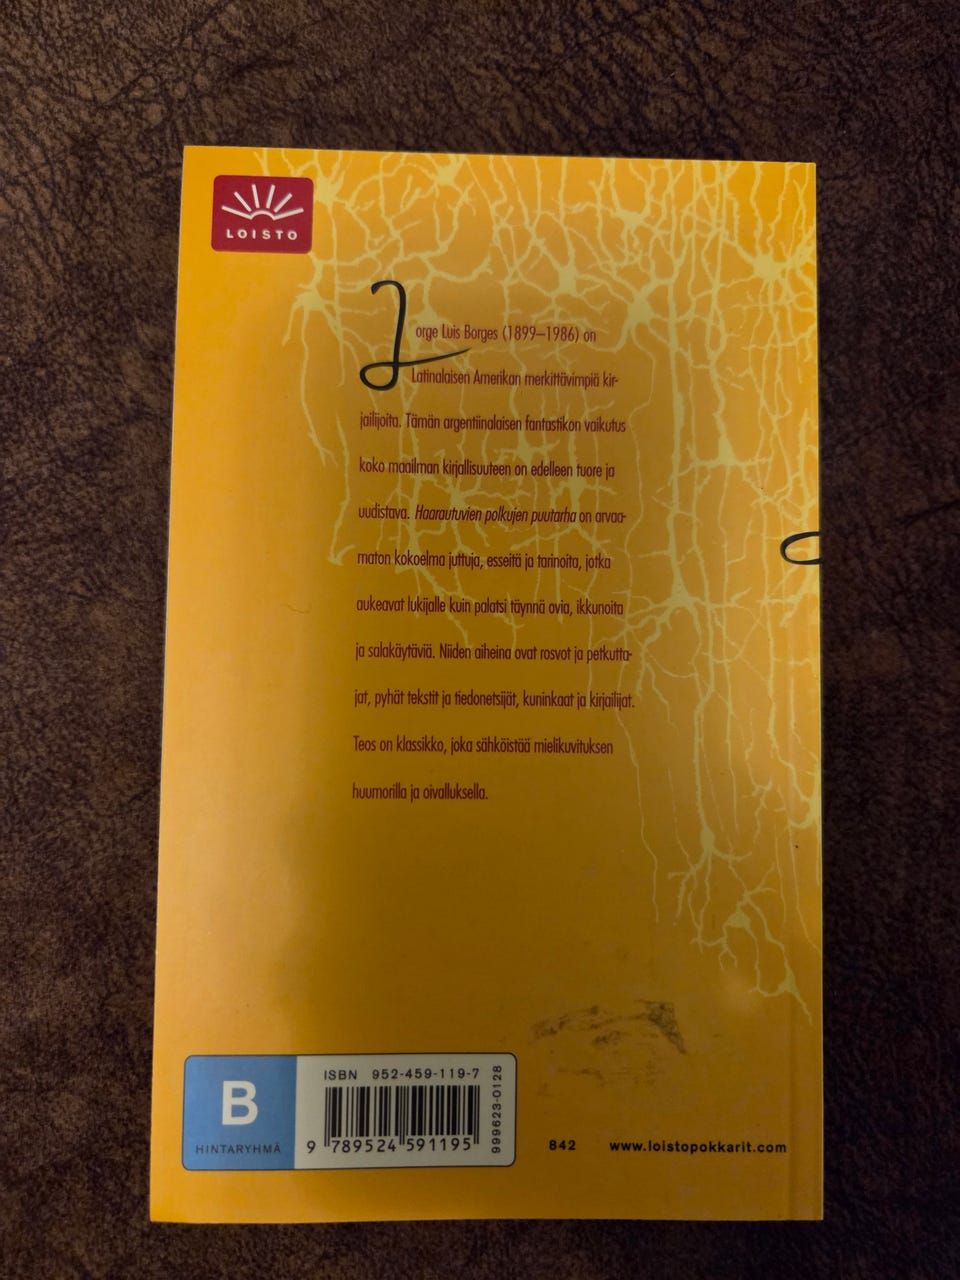 LOISTO
Jorge Luis Borges (1899–1986) on
Latinalaisen Amerikan merkittävimpiä kir-
jailijoita. Tämän argentiinalaisen fantastikon vaikutus
koko maailman kirjallisuuteen on edelleen tuore ja
uudistava. Haarautuvien polkujen puutarha on arvaa-
maton kokoelma juttuja, esseitä ja tarinoita, jotka
aukeavat lukijalle kuin palatsi täynnä ovia, ikkunoita
ja salakäytäviä. Niiden aiheina ovat rosvot ja petkutta-
jat, pyhät tekstit ja tiedonetsijät, kuninkaat ja kirjailijat.
Teos on klassikko, joka sähköistää mielikuvituksen
huumorilla ja oivalluksella.
B
HINTARYHMÄ
ISBN 952-459-119-7
9 789524 591195
999623-0128
842 www.loistopokkarit.com